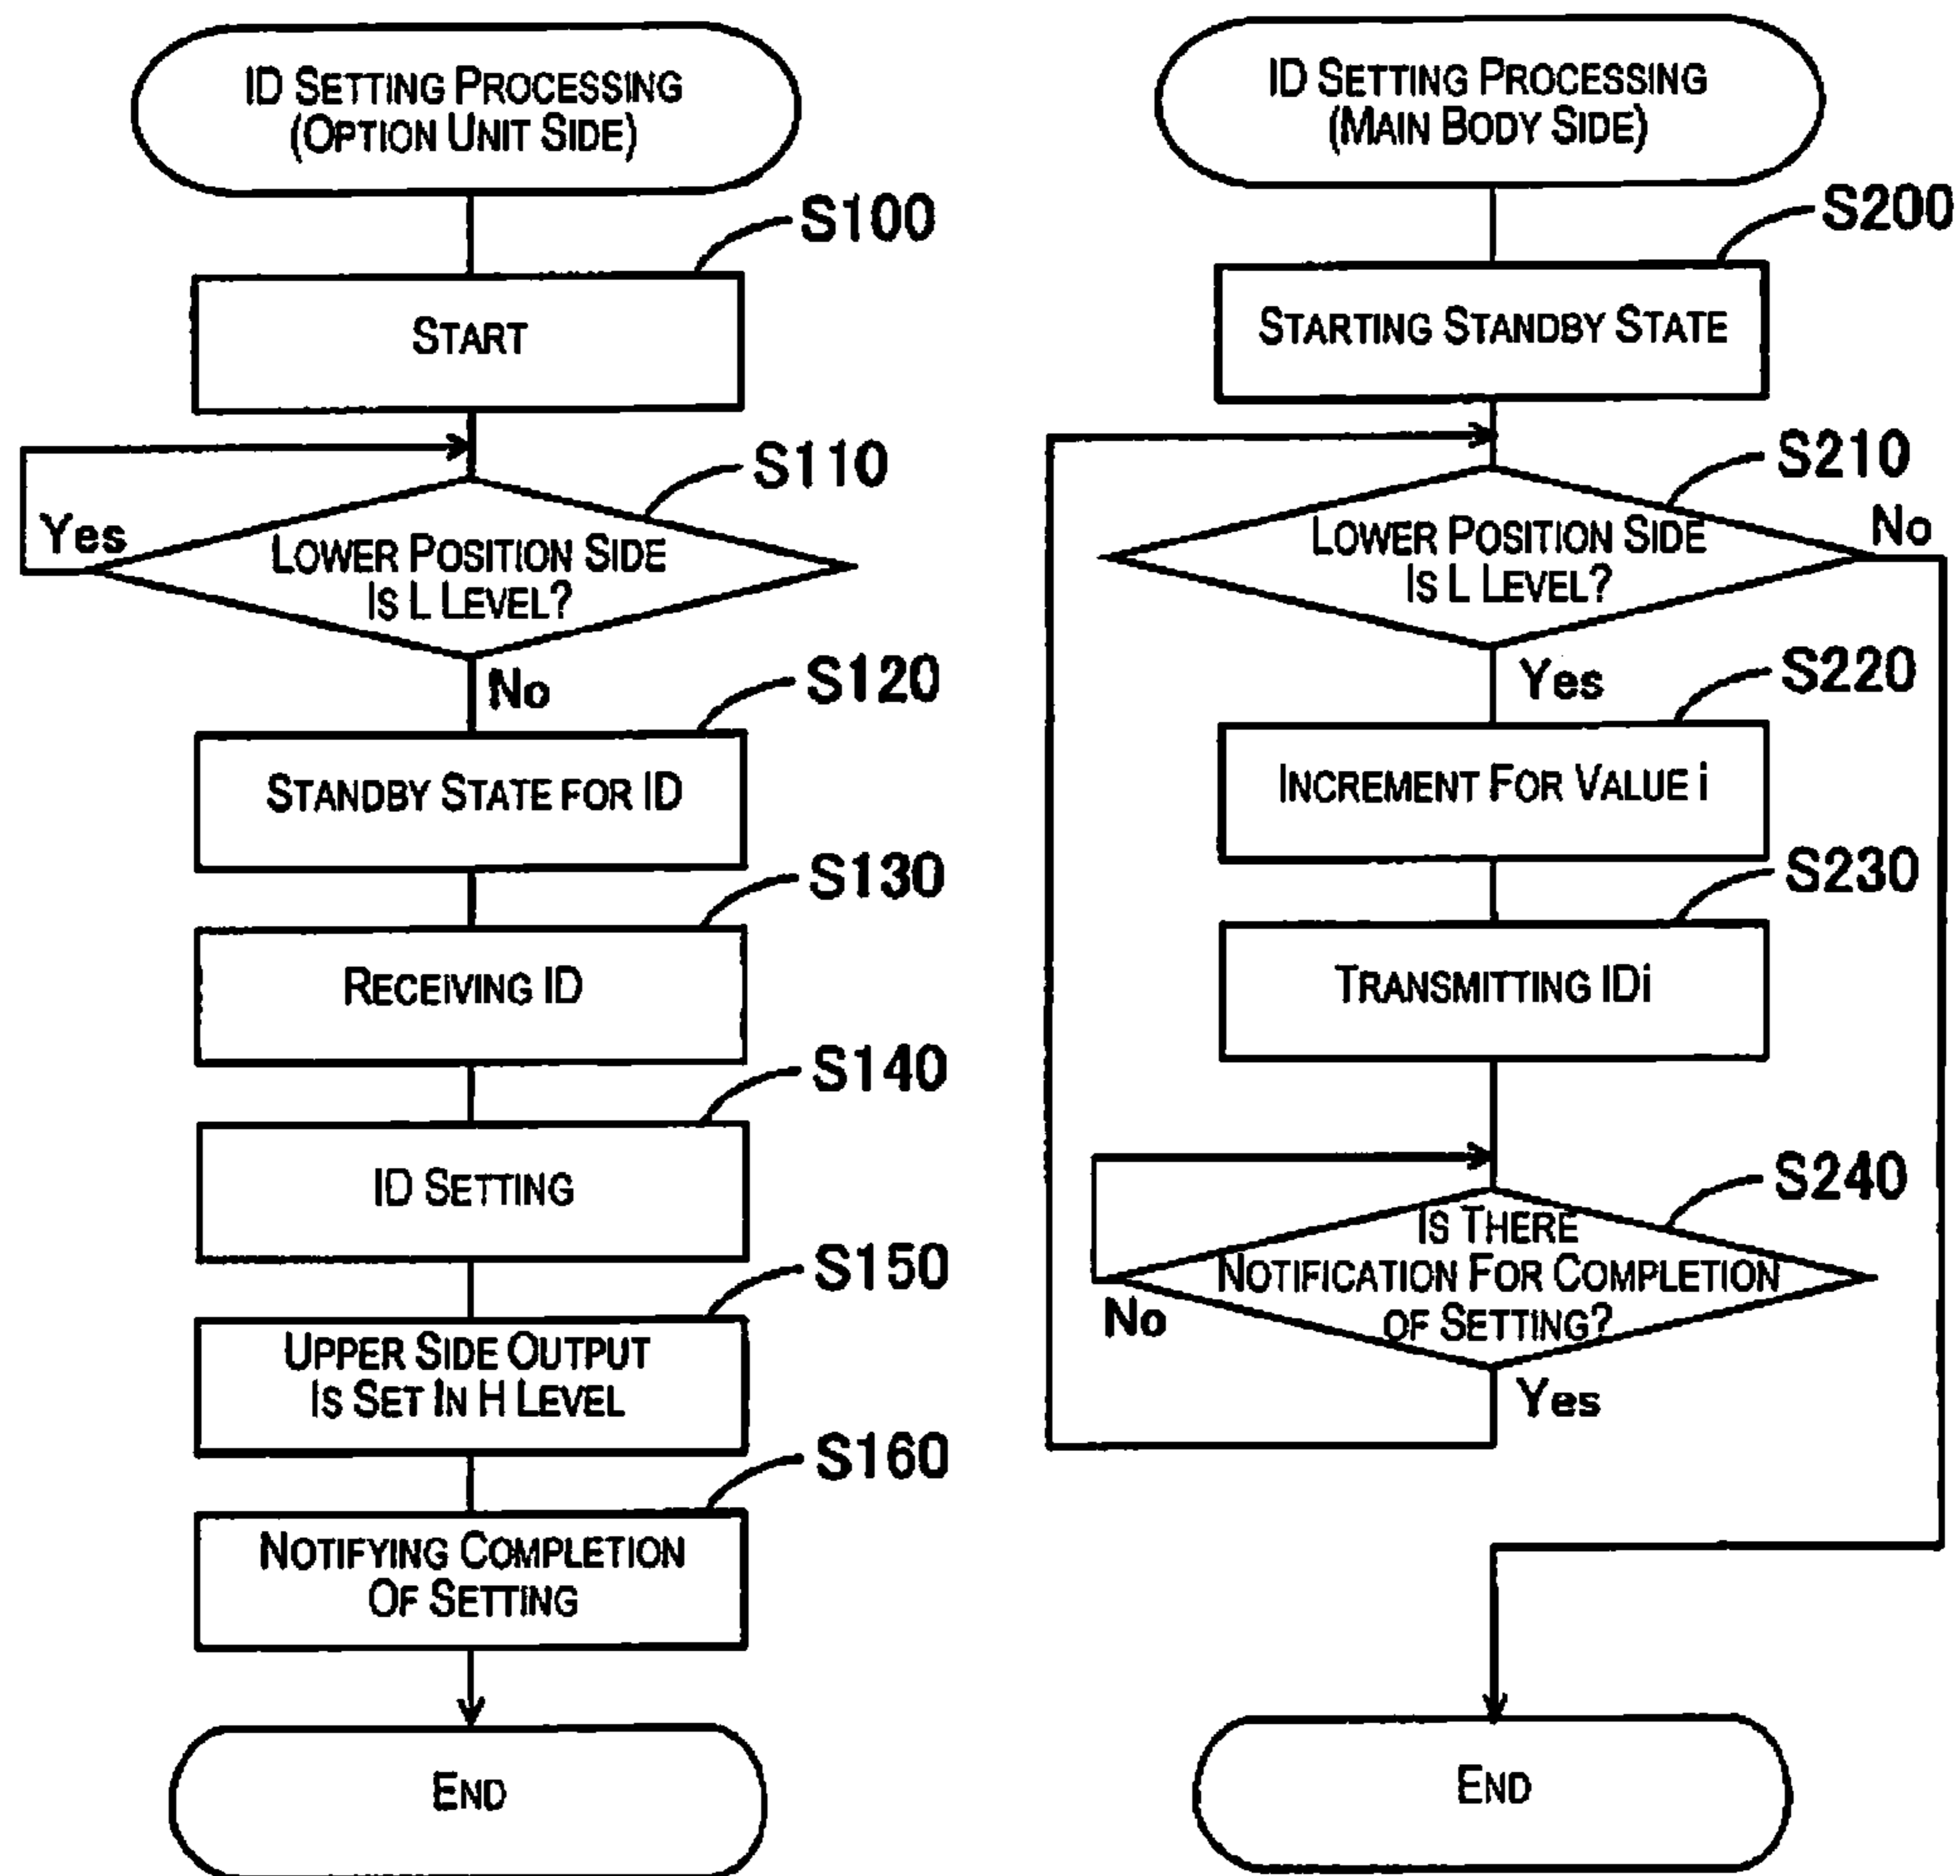 ID SETTING PROCESSING
(OPTION UNIT SIDE)
S100
START
S110
Yes
LOWER POSITION SIDE
IS L LEVEL?
No
S120
STANDBY STATE FOR ID
S130
RECEIVING ID
S140
ID SETTING
S150
UPPER SIDE OUTPUT
IS SET IN H LEVEL
S160
NOTIFYING COMPLETION
OF SETTING
END
ID SETTING PROCESSING
(MAIN BODY SIDE)
S200
STARTING STANDBY STATE
S210
No
LOWER POSITION SIDE
IS L LEVEL?
Yes
S220
INCREMENT FOR VALUE i
S230
TRANSMITTING IDi
S240
IS THERE
NOTIFICATION FOR COMPLETION
OF SETTING?
No
Yes
END